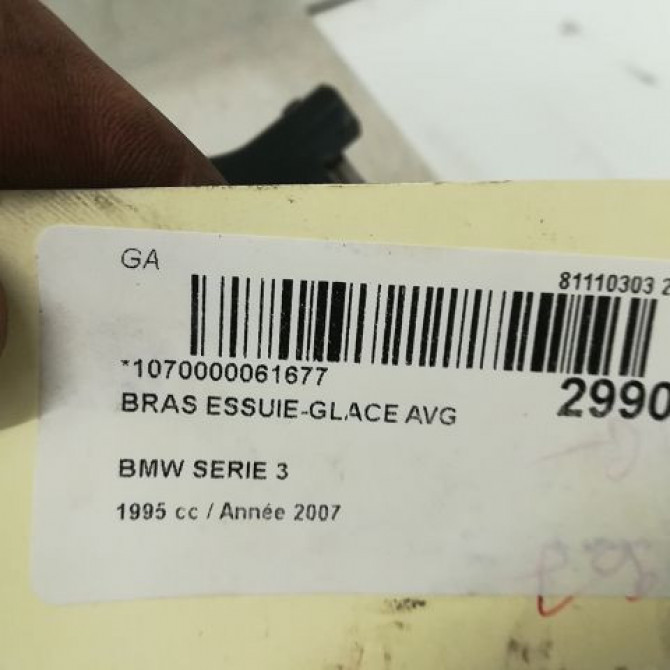 GA
81110303 2
*1070000061677
2990
BRAS ESSUIE-GLACE AVG
BMW SERIE 3
1995 cc / Année 2007